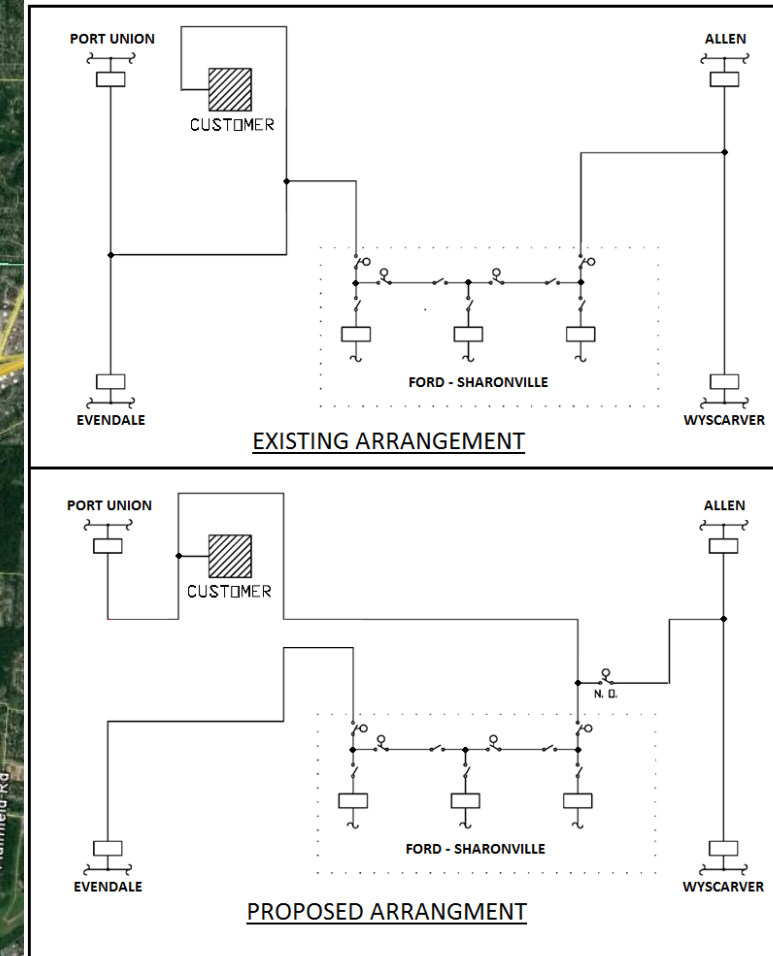 PORT UNION
ALLEN
CUSTOMER
FORD - SHARONVILLE
EVENDALE
WYSCARVER
EXISTING ARRANGEMENT
PORT UNION
ALLEN
CUSTOMER
N. O.
FORD - SHARONVILLE
EVENDALE
WYSCARVER
PROPOSED ARRANGMENT